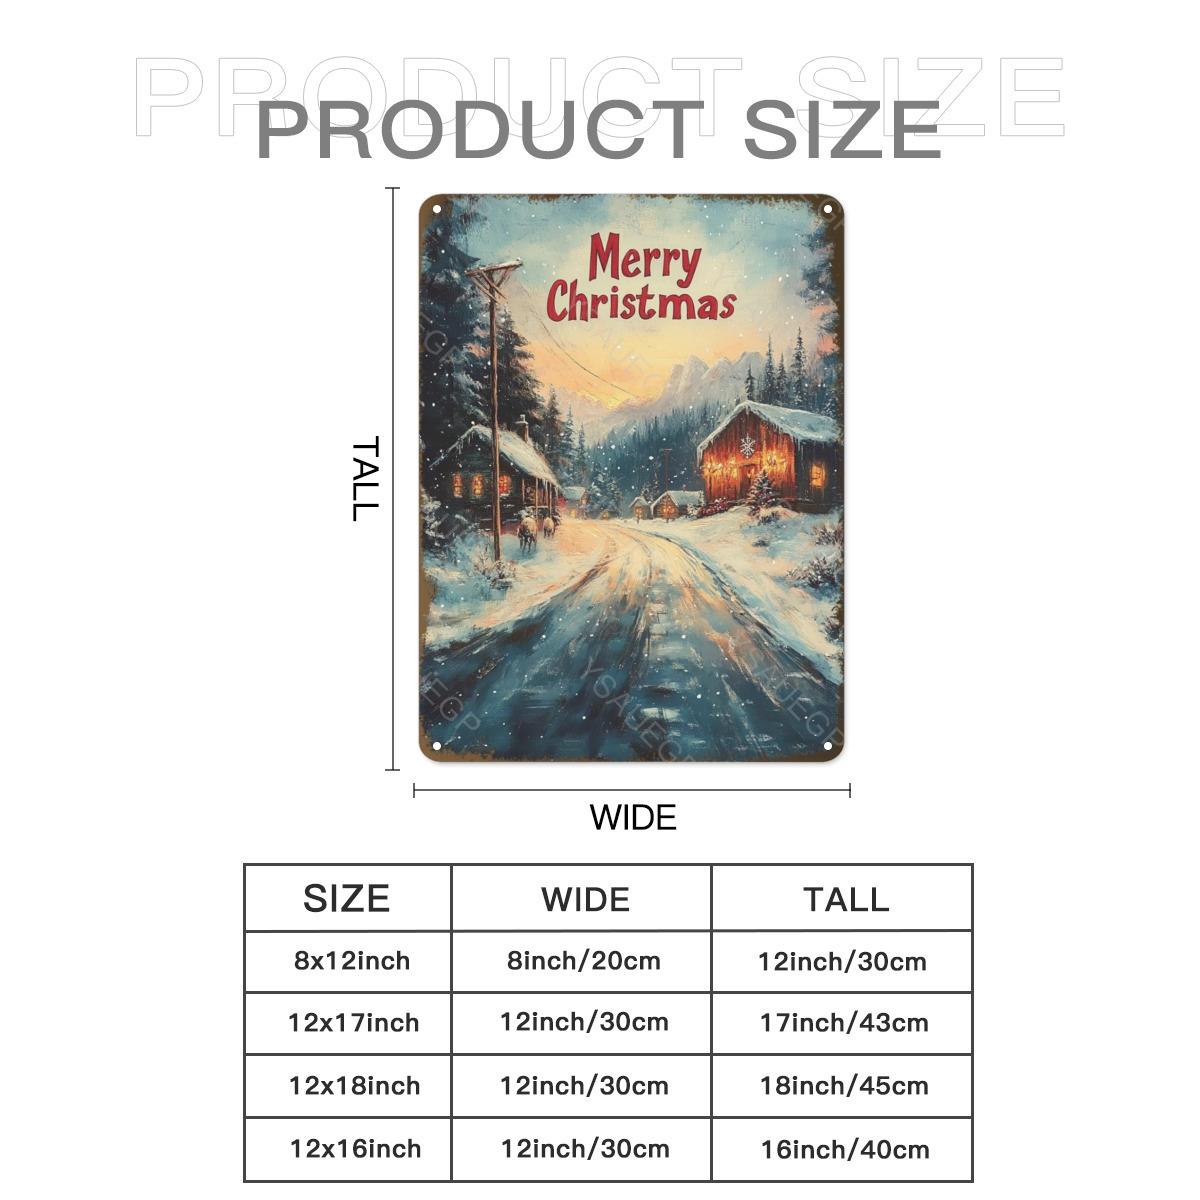 PRODUCT SIZE
PRODUCT SIZE
Merry
Christmas
TALL
YSAJEGP
WIDE
SIZE WIDE TALL
8x12inch 8inch/20cm 12inch/30cm
12x17inch 12inch/30cm 17inch/43cm
12x18inch 12inch/30cm 18inch/45cm
12x16inch 12inch/30cm 16inch/40cm